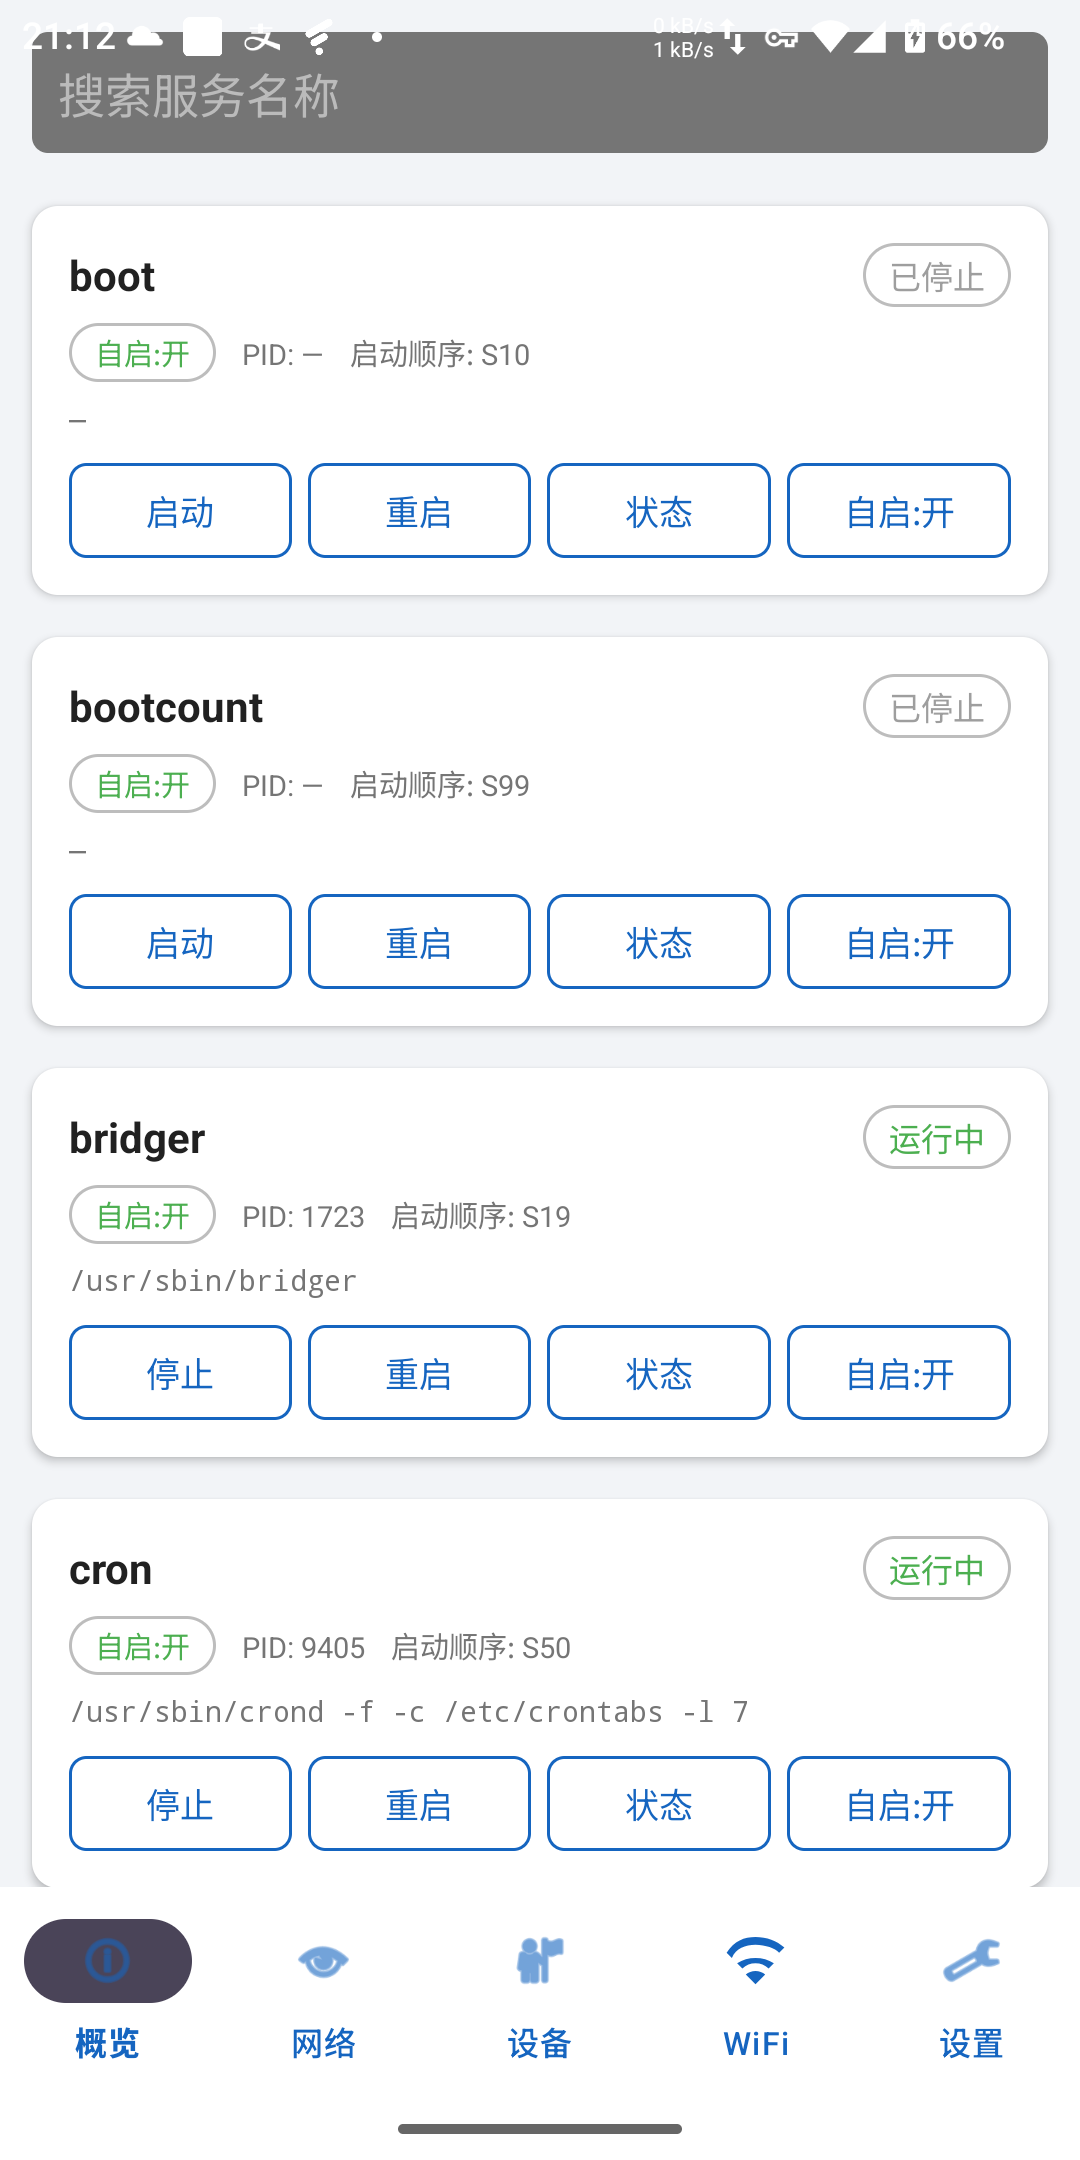 21:12
0 kB/s
1 kB/s
66%
搜索服务名称
boot
已停止
自启:开 PID: — 启动顺序: S10
—
启动 重启 状态 自启:开
bootcount
已停止
自启:开 PID: — 启动顺序: S99
—
启动 重启 状态 自启:开
bridger
运行中
自启:开 PID: 1723 启动顺序: S19
/usr/sbin/bridger
停止 重启 状态 自启:开
cron
运行中
自启:开 PID: 9405 启动顺序: S50
/usr/sbin/crond -f -c /etc/crontabs -l 7
停止 重启 状态 自启:开
概览 网络 设备 WiFi 设置